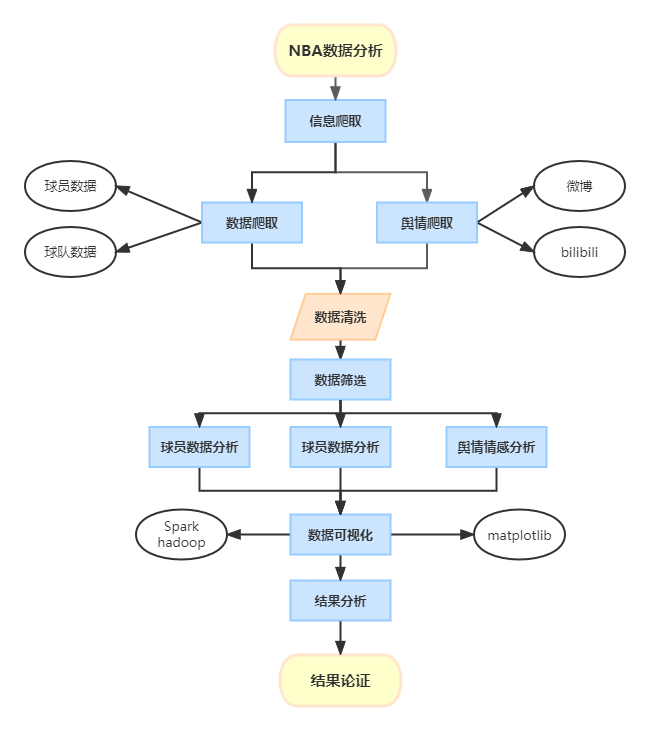 NBA数据分析
信息爬取
球员数据
数据爬取
舆情爬取
微博
球队数据
bilibili
数据清洗
数据筛选
球员数据分析
球员数据分析
舆情情感分析
Spark
hadoop
数据可视化
matplotlib
结果分析
结果论证